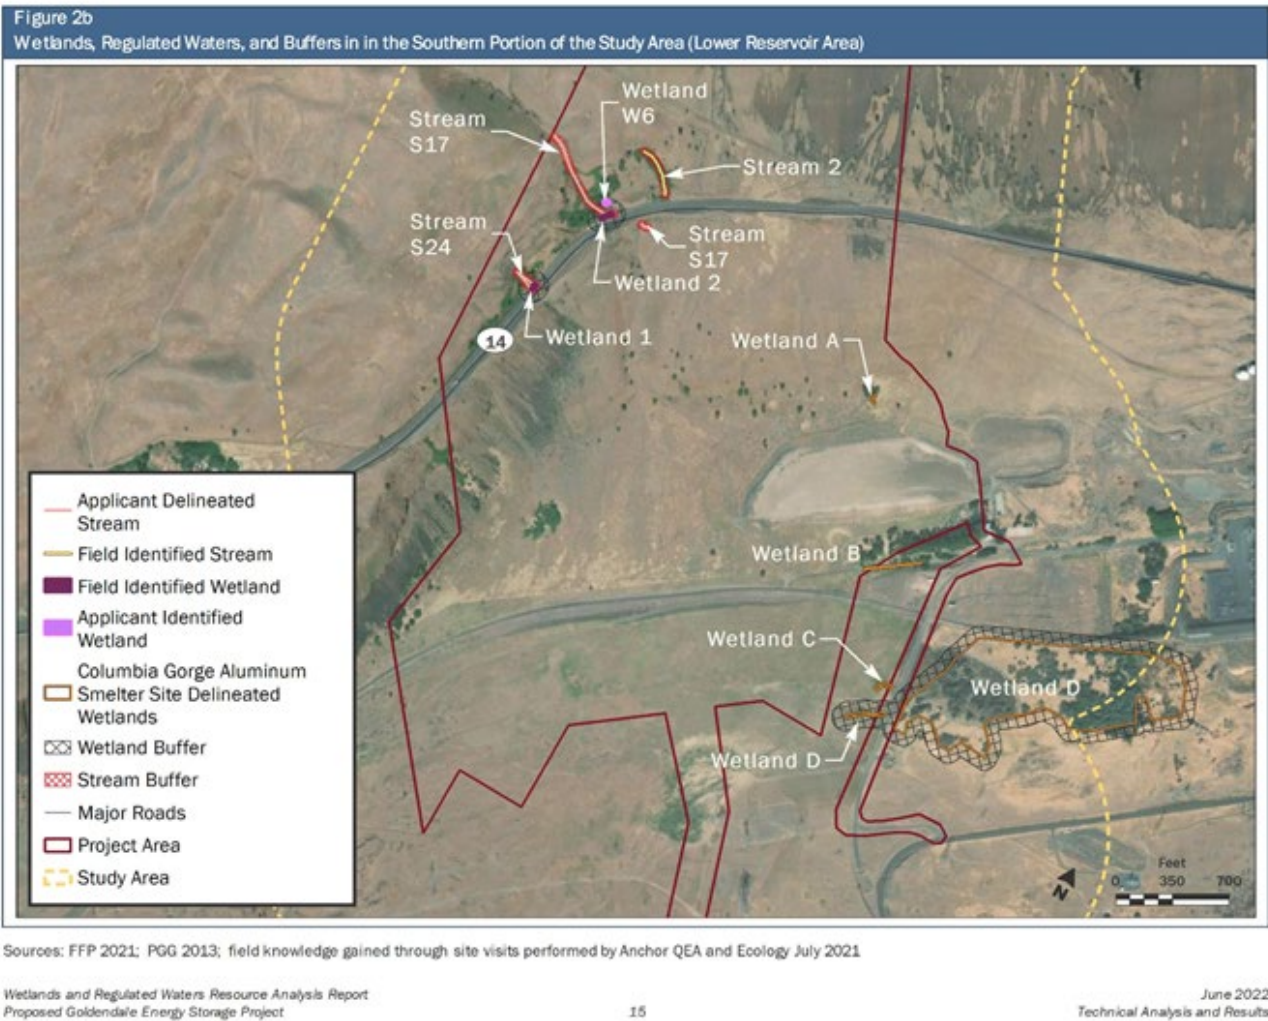 Figure 2b
Wetlands, Regulated Waters, and Buffers in in the Southern Portion of the Study Area (Lower Reservoir Area)
Wetland
W6
Stream
S17
Stream 2
Stream
S24
Stream
S17
Wetland 2
Wetland 1
14
Wetland A
Wetland B
Wetland C
Wetland D
Wetland D
Applicant Delineated
Stream
Field Identified Stream
Field Identified Wetland
Applicant Identified
Wetland
Columbia Gorge Aluminum
Smelter Site Delineated
Wetlands
Wetland Buffer
Stream Buffer
Major Roads
Project Area
Study Area
N
Feet
0 350 700
Sources: FFP 2021; PGG 2013; field knowledge gained through site visits performed by Anchor QEA and Ecology July 2021
Wetlands and Regulated Waters Resource Analysis Report
Proposed Goldendale Energy Storage Project
15
June 2022
Technical Analysis and Results